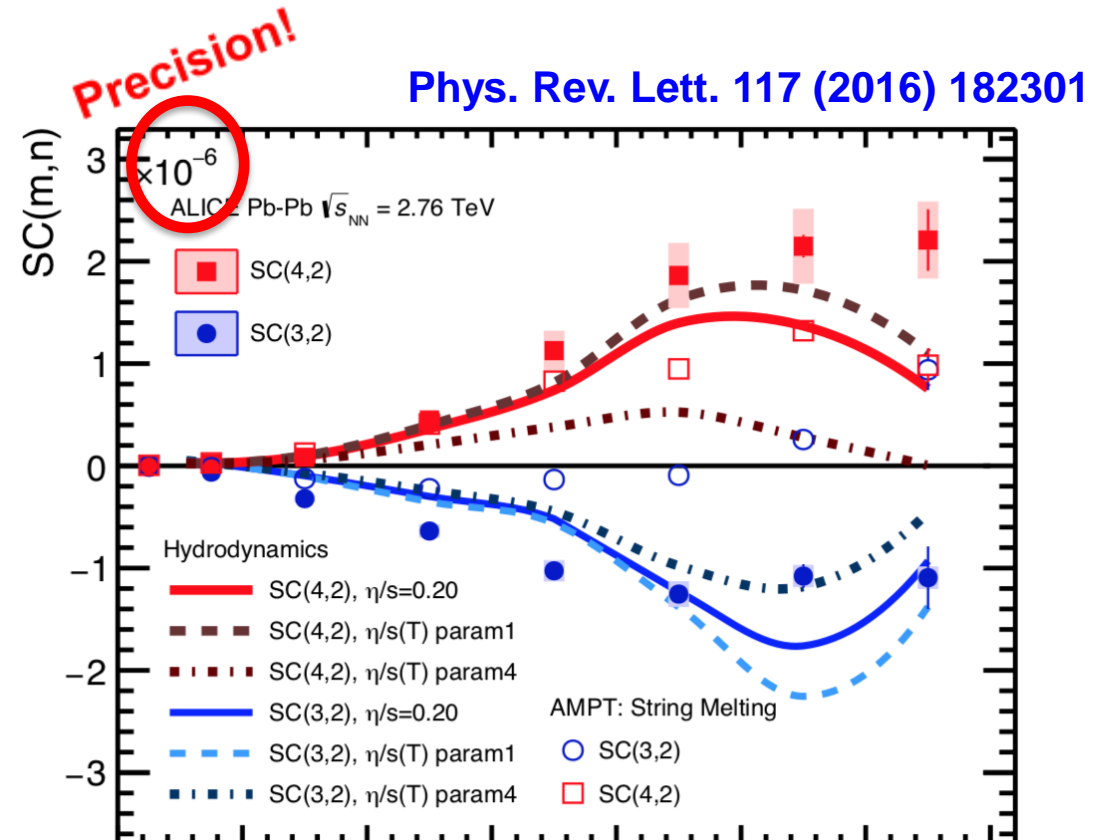 Precision!
Phys. Rev. Lett. 117 (2016) 182301
SC(m,n)
3
×10⁻⁶
ALICE Pb-Pb √sNN = 2.76 TeV
2
SC(4,2)
SC(3,2)
1
0
Hydrodynamics
−1
SC(4,2), η/s=0.20
SC(4,2), η/s(T) param1
−2
SC(4,2), η/s(T) param4
SC(3,2), η/s=0.20
AMPT: String Melting
SC(3,2), η/s(T) param1
SC(3,2)
−3
SC(3,2), η/s(T) param4
SC(4,2)